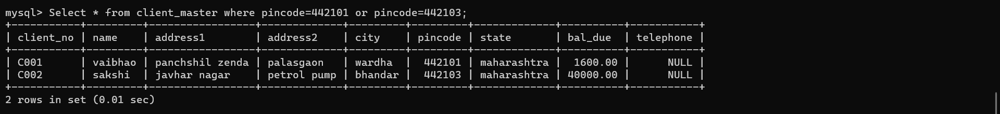 mysql> Select * from client_master where pincode=442101 or pincode=442103;
+-----------+---------+-----------------+-------------+---------+---------+-------------+----------+-----------+
| client_no | name    | address1        | address2    | city    | pincode | state       | bal_due  | telephone |
+-----------+---------+-----------------+-------------+---------+---------+-------------+----------+-----------+
| C001      | vaibhao | panchshil zenda | palasgaon   | wardha  |  442101 | maharashtra |  1600.00 |      NULL |
| C002      | sakshi  | javhar nagar    | petrol pump | bhandar |  442103 | maharashtra | 40000.00 |      NULL |
+-----------+---------+-----------------+-------------+---------+---------+-------------+----------+-----------+
2 rows in set (0.01 sec)